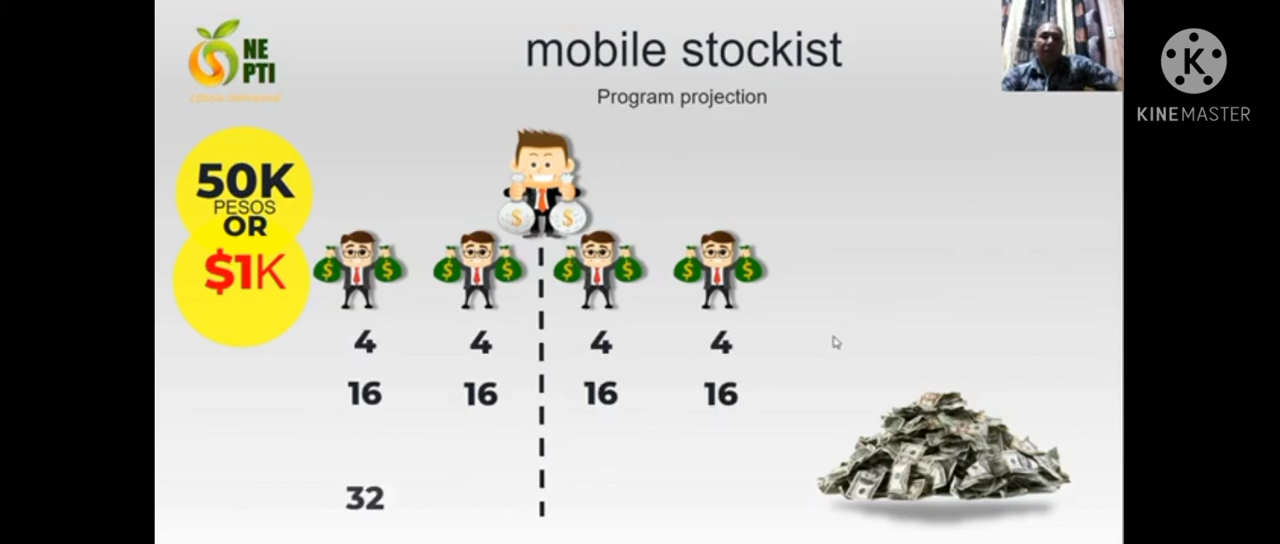 NE
PTI
mobile stockist
Program projection
K
KINEMASTER
50K
PESOS
OR
$1K
4 4 4 4
16 16 16 16
32